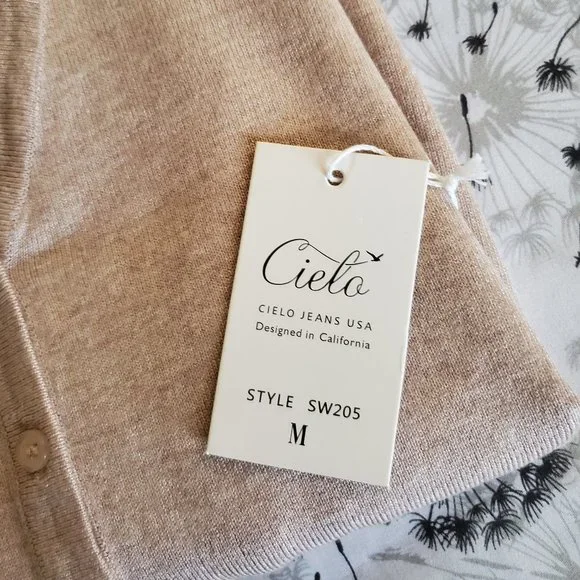 Cielo
CIELO JEANS USA
Designed in California
STYLE SW205
M